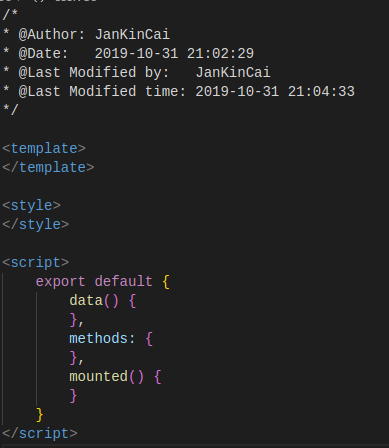 /*
* @Author: JanKinCai
* @Date:   2019-10-31 21:02:29
* @Last Modified by:   JanKinCai
* @Last Modified time: 2019-10-31 21:04:33
*/
<template>
</template>
<style>
</style>
<script>
    export default {
        data() {
        },
        methods: {
        },
        mounted() {
        }
    }
</script>